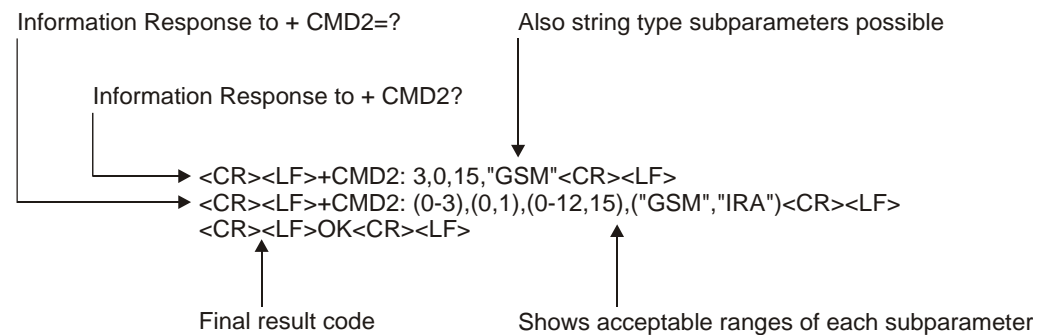 Information Response to + CMD2=?
Also string type subparameters possible
Information Response to + CMD2?
<CR><LF>+CMD2: 3,0,15,"GSM"<CR><LF>
<CR><LF>+CMD2: (0-3),(0,1),(0-12,15),("GSM","IRA")<CR><LF>
<CR><LF>OK<CR><LF>
Final result code
Shows acceptable ranges of each subparameter